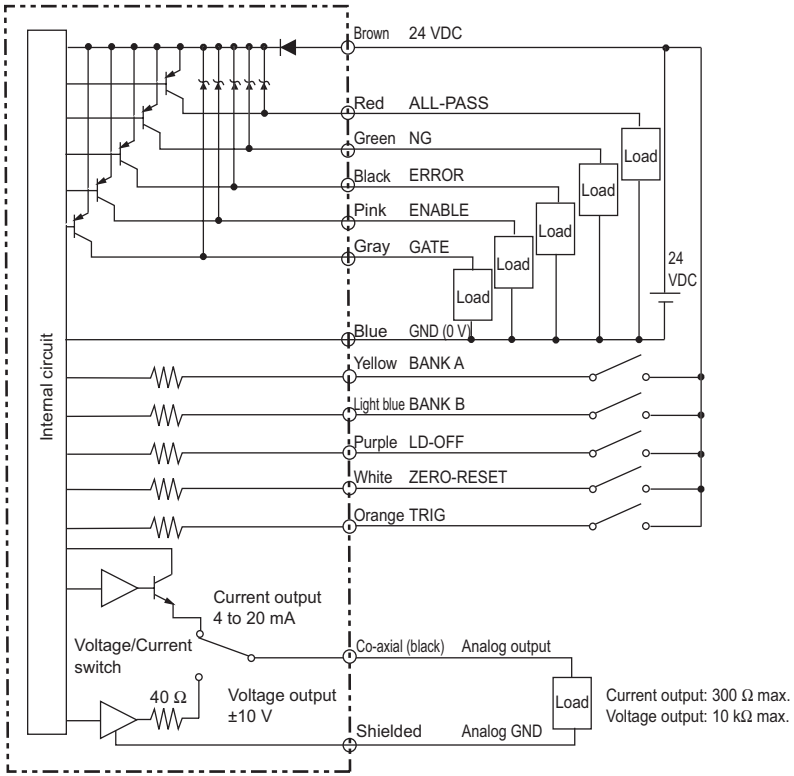 Brown 24 VDC
Red ALL-PASS
Green NG
Load
Black ERROR
Load
Pink ENABLE
Load
Gray GATE
Load
24
VDC
Load
Blue GND (0 V)
Internal circuit
Yellow BANK A
Light blue BANK B
Purple LD-OFF
White ZERO-RESET
Orange TRIG
Current output
4 to 20 mA
Voltage/Current
switch
Co-axial (black) Analog output
40 Ω
Voltage output
±10 V
Load
Current output: 300 Ω max.
Voltage output: 10 kΩ max.
Shielded Analog GND